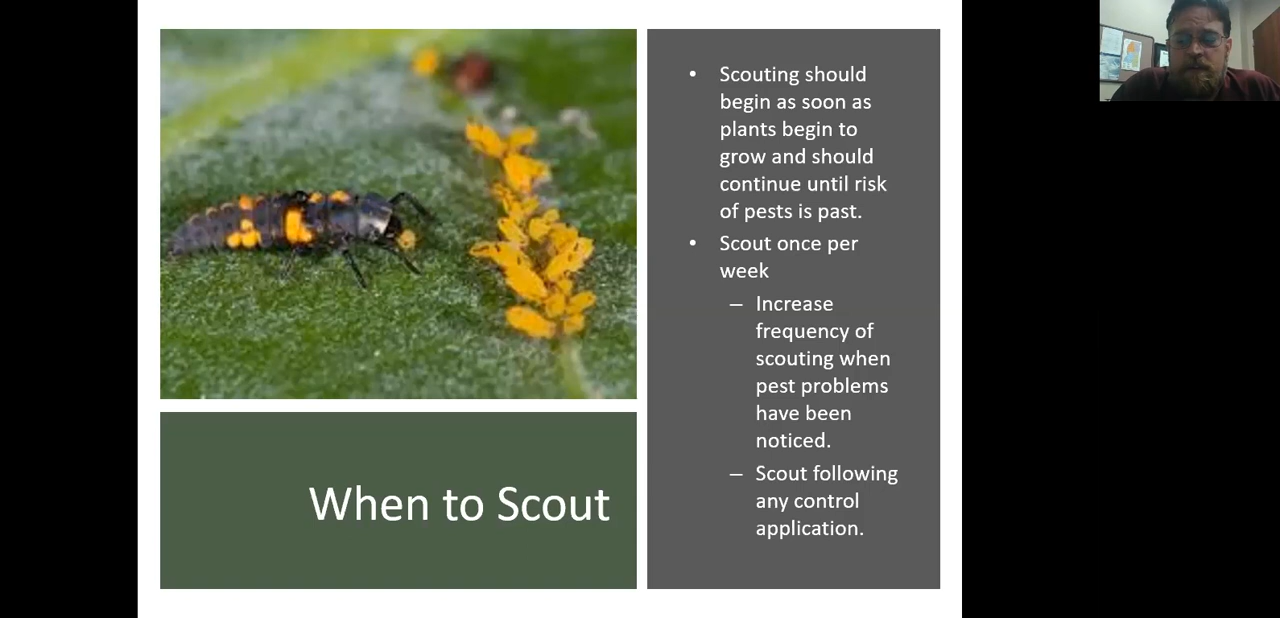 • Scouting should
begin as soon as
plants begin to
grow and should
continue until risk
of pests is past.
• Scout once per
week
– Increase
frequency of
scouting when
pest problems
have been
noticed.
– Scout following
any control
application.
When to Scout